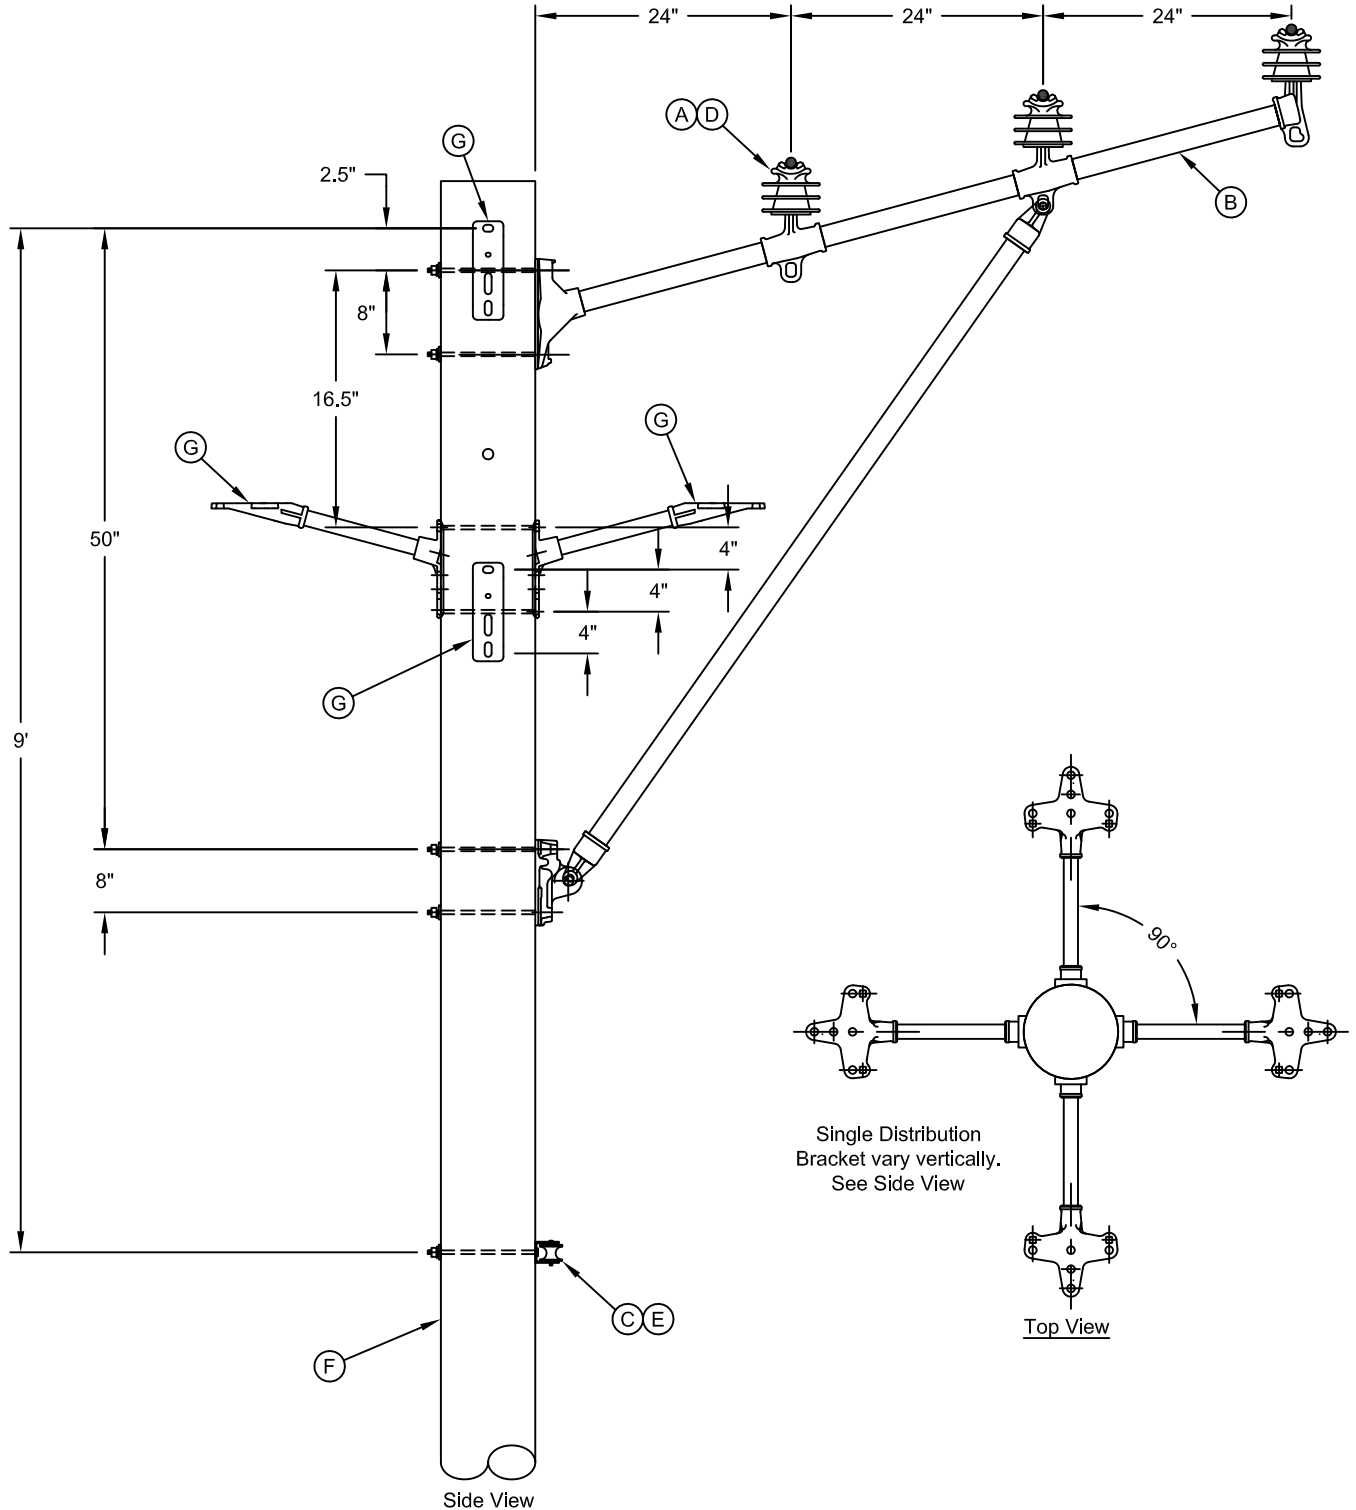 24"
24"
24"
A
D
G
2.5"
B
8"
16.5"
G
G
50"
4"
4"
4"
G
9'
8"
90°
Single Distribution
Bracket vary vertically.
See Side View
C
E
Top View
F
Side View